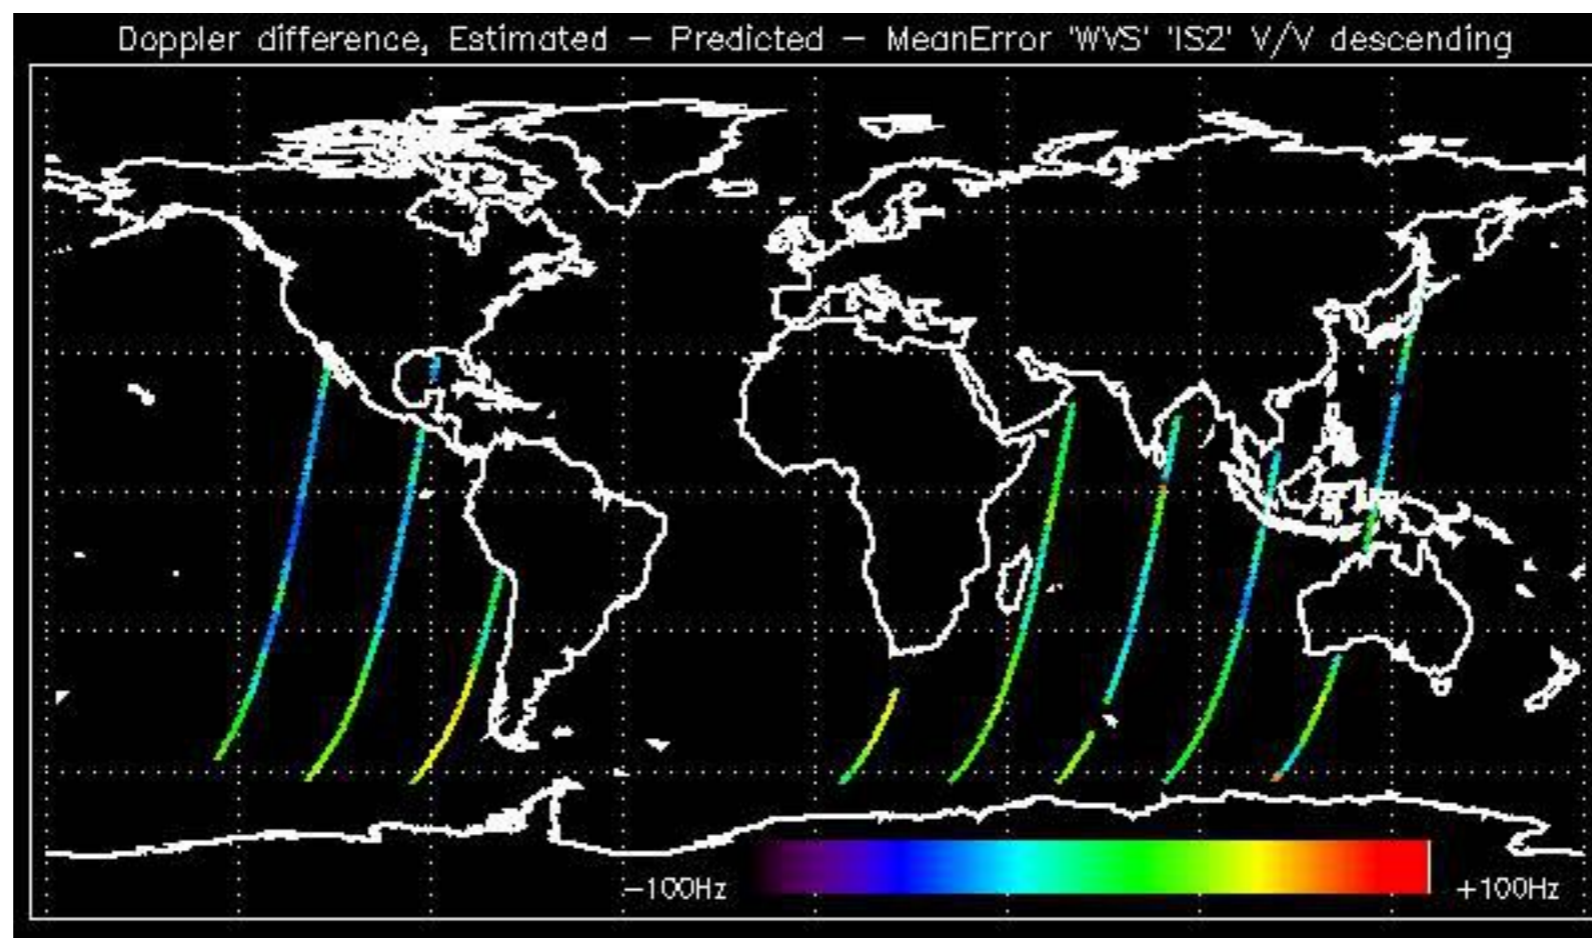 Doppler difference, Estimated - Predicted - MeanError 'WVS' 'IS2' V/V descending
-100Hz +100Hz